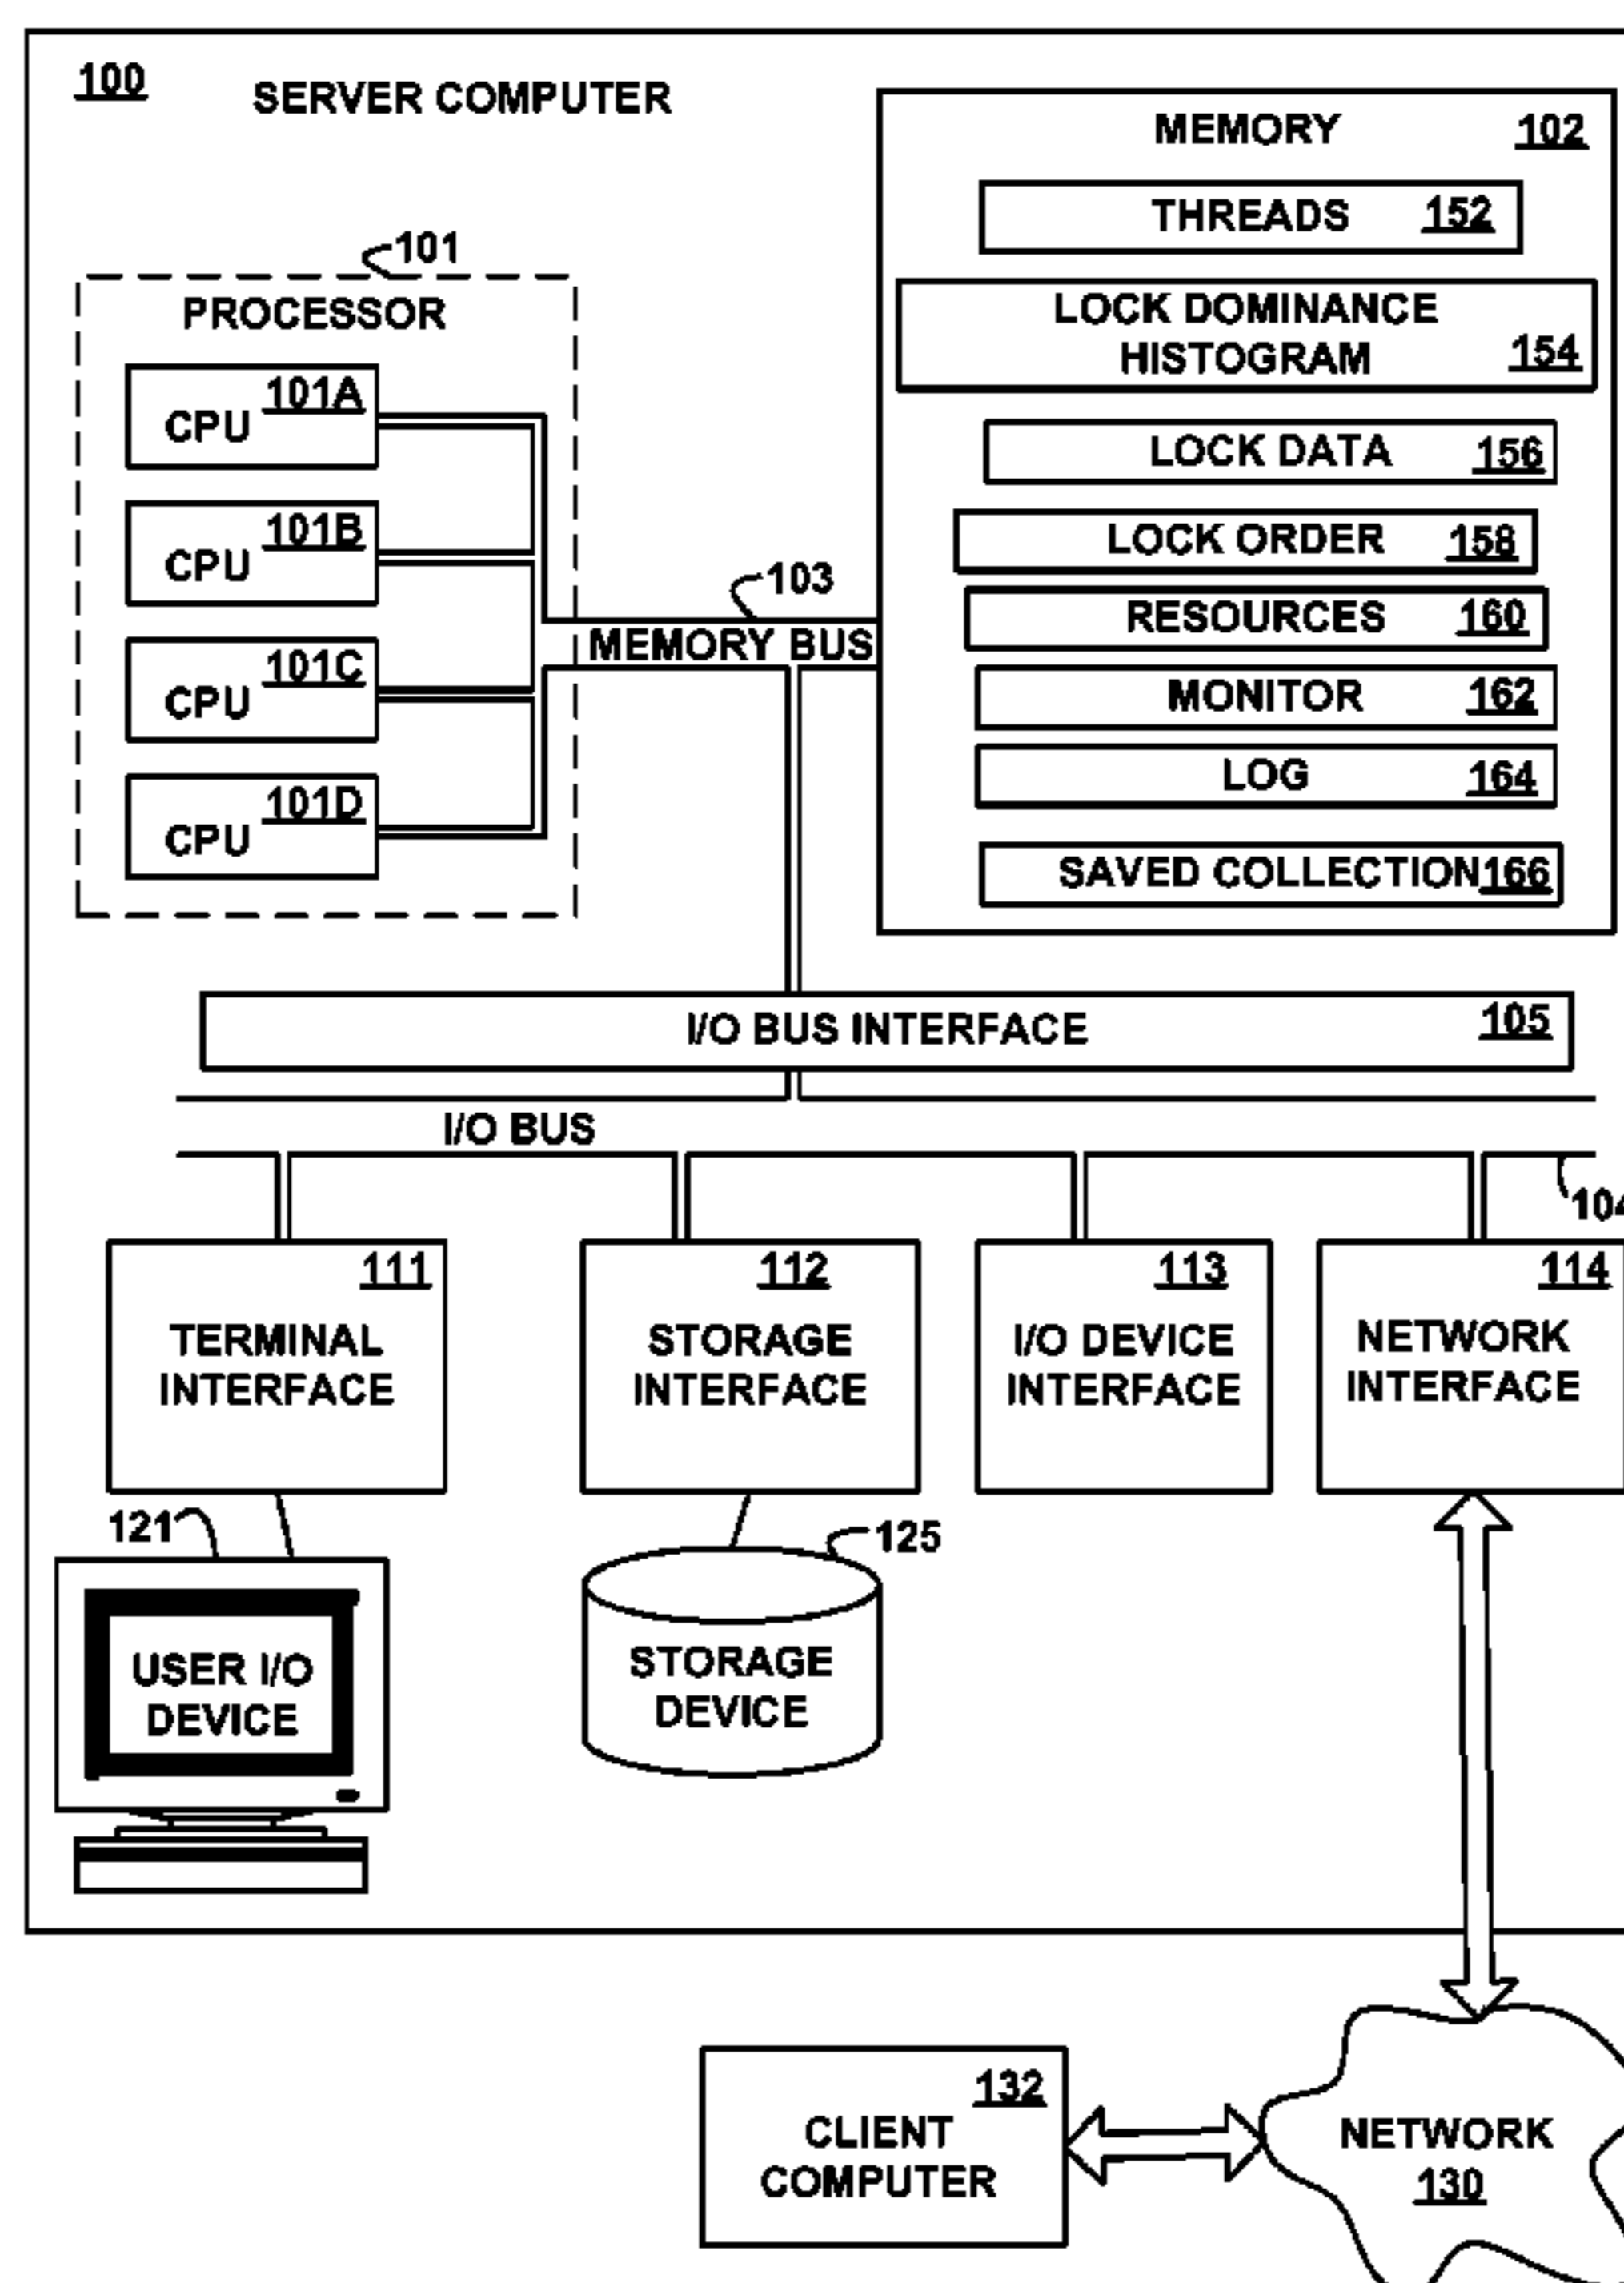 100
SERVER COMPUTER
MEMORY 102
THREADS 152
LOCK DOMINANCE
HISTOGRAM 154
LOCK DATA 156
LOCK ORDER 158
RESOURCES 160
MONITOR 162
LOG 164
SAVED COLLECTION 166
101
PROCESSOR
CPU 101A
CPU 101B
CPU 101C
CPU 101D
103
MEMORY BUS
I/O BUS INTERFACE 105
I/O BUS
104
111
TERMINAL
INTERFACE
112
STORAGE
INTERFACE
113
I/O DEVICE
INTERFACE
114
NETWORK
INTERFACE
121
USER I/O
DEVICE
125
STORAGE
DEVICE
132
CLIENT
COMPUTER
NETWORK
130